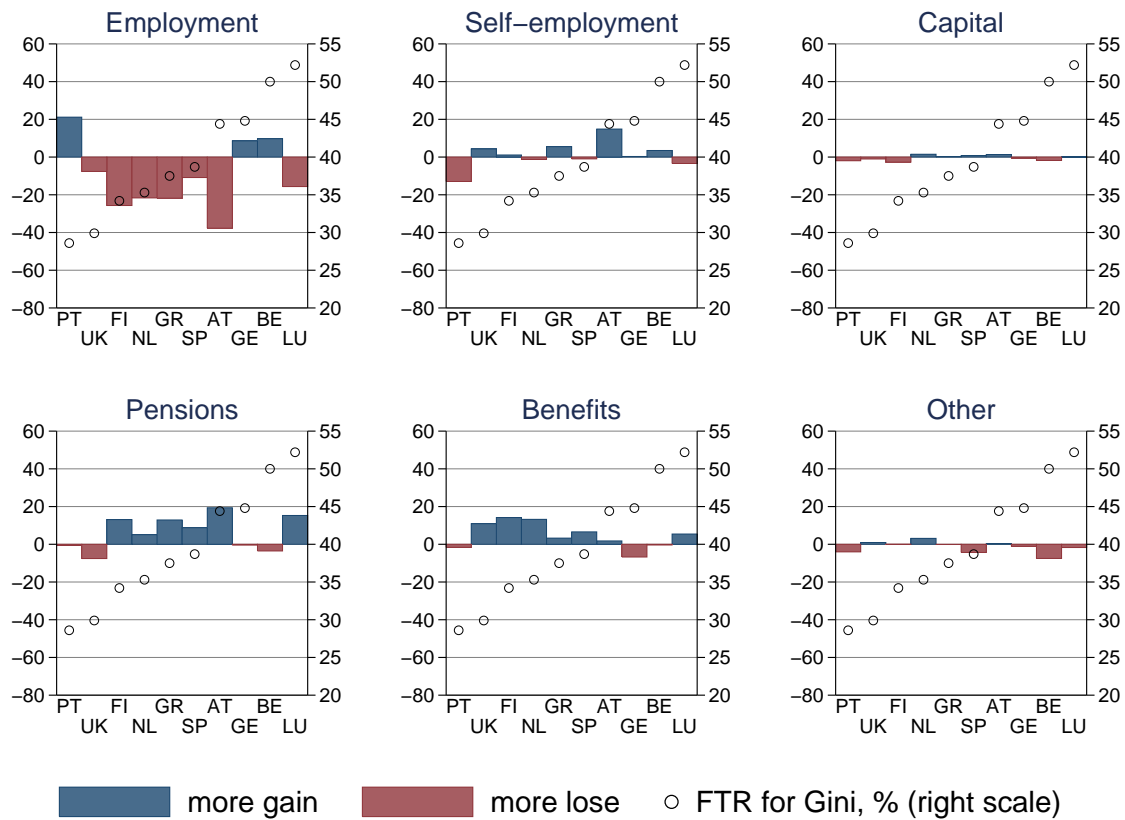 Employment
Self−employment
Capital
60 55 60 55 60 55
40 50 40 50 40 50
20 45 20 45 20 45
0 40 0 40 0 40
−20 35 −20 35 −20 35
−40 30 −40 30 −40 30
−60 25 −60 25 −60 25
−80 20 −80 20 −80 20
PT FI GR AT BE PT FI GR AT BE PT FI GR AT BE
UK NL SP GE LU UK NL SP GE LU UK NL SP GE LU
Pensions
Benefits
Other
60 55 60 55 60 55
40 50 40 50 40 50
20 45 20 45 20 45
0 40 0 40 0 40
−20 35 −20 35 −20 35
−40 30 −40 30 −40 30
−60 25 −60 25 −60 25
−80 20 −80 20 −80 20
PT FI GR AT BE PT FI GR AT BE PT FI GR AT BE
UK NL SP GE LU UK NL SP GE LU UK NL SP GE LU
more gain more lose FTR for Gini, % (right scale)